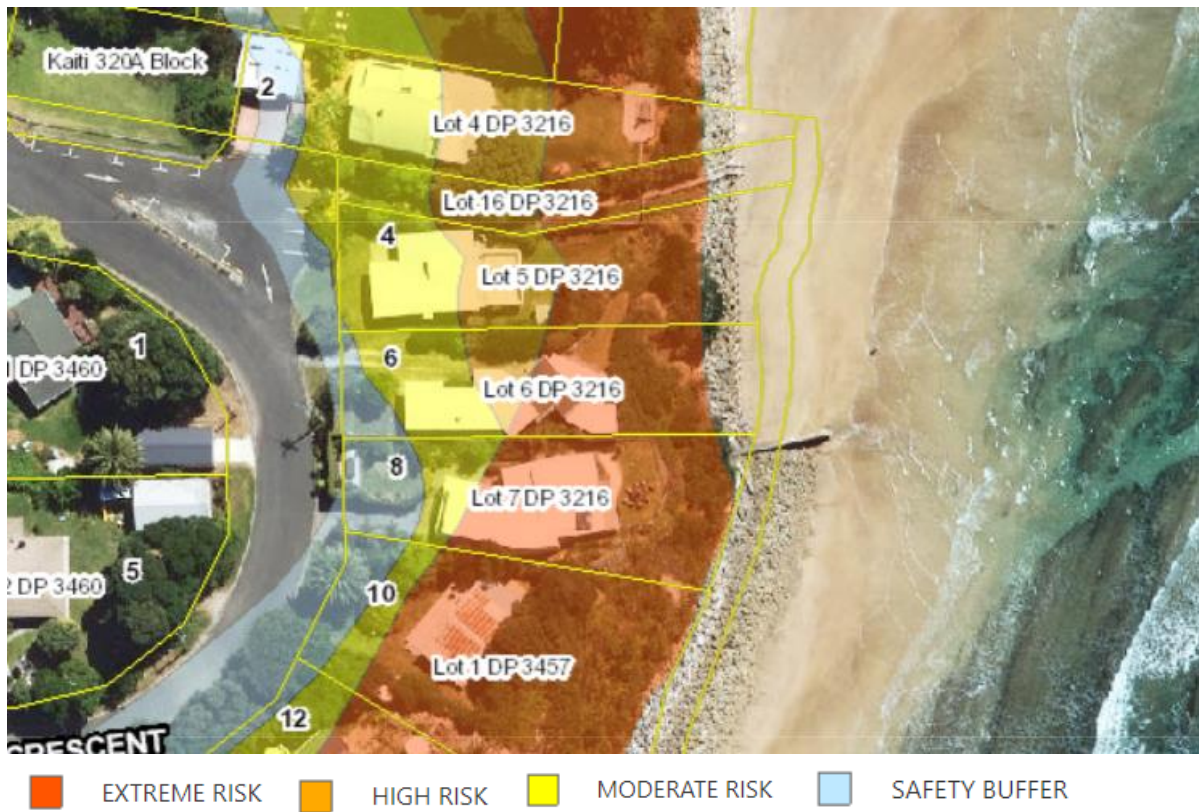 Kaiti 320A Block
2
Lot 4 DP 3216
Lot 16 DP 3216
4
Lot 5 DP 3216
1
1 DP 3460
6
Lot 6 DP 3216
8
Lot 7 DP 3216
5
2 DP 3460
10
Lot 1 DP 3457
12
CRESCENT
EXTREME RISK
HIGH RISK
MODERATE RISK
SAFETY BUFFER